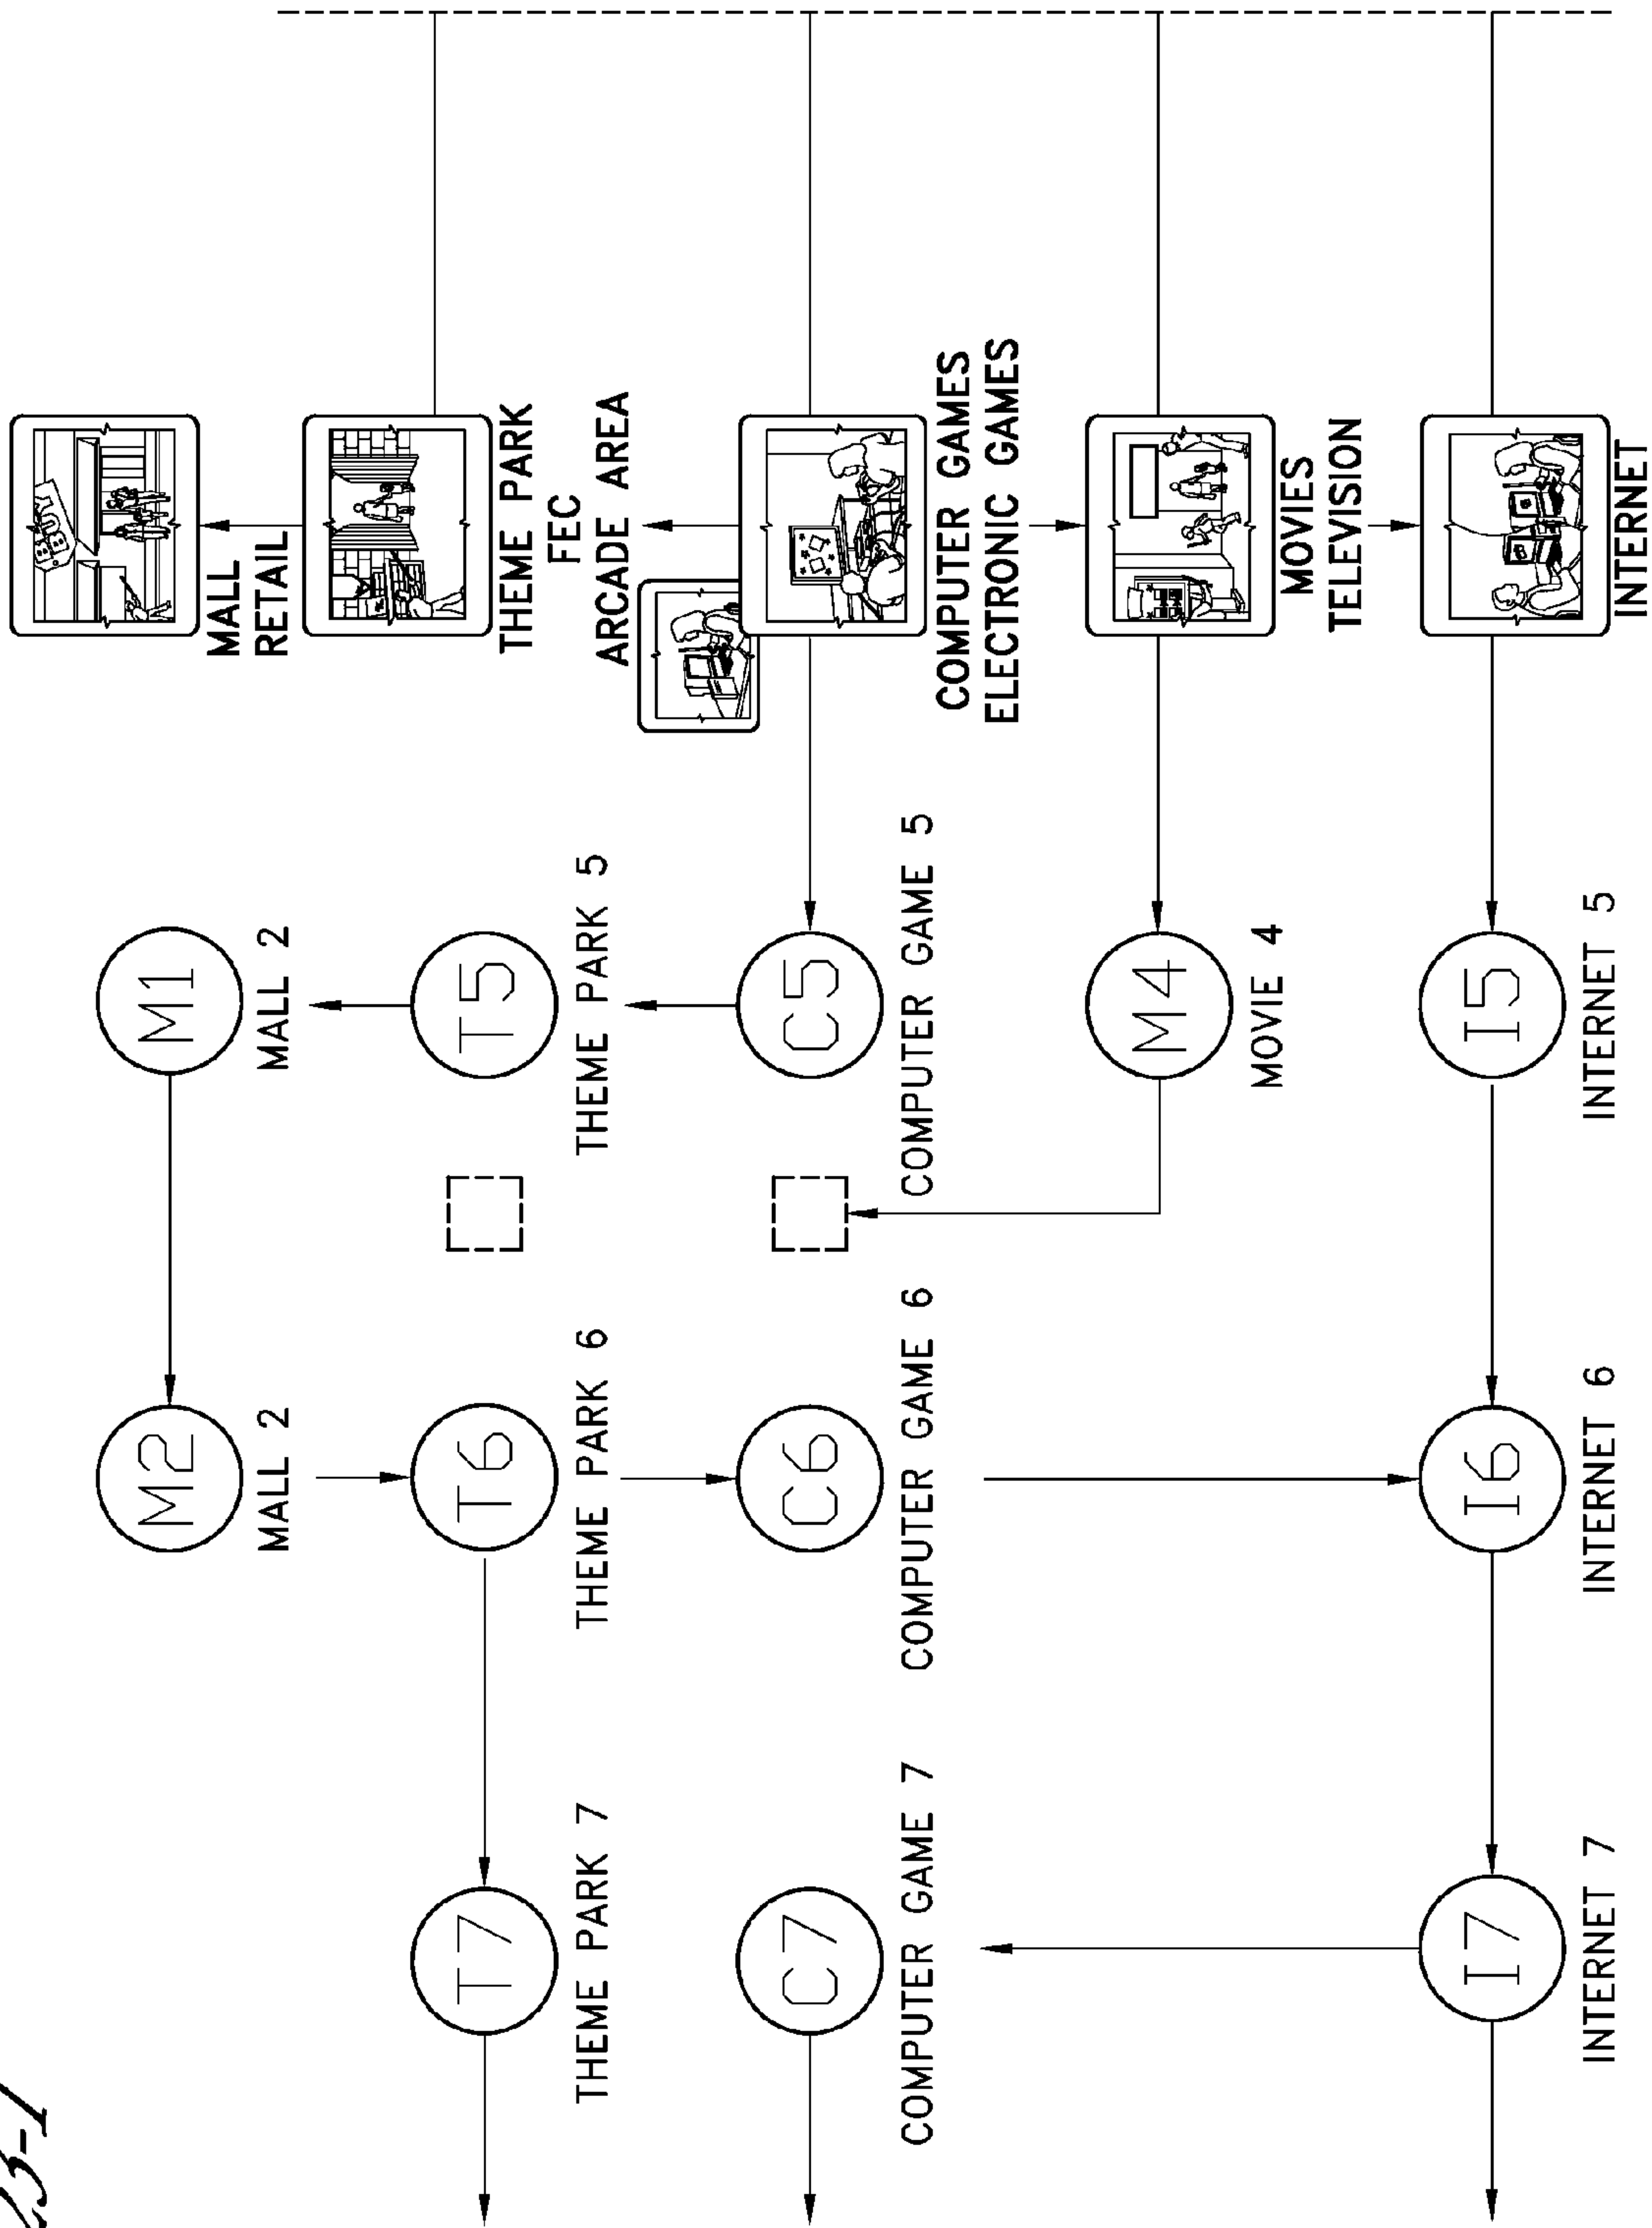 M2
M1
MALL 2
MALL 2
MALL
RETAIL
T7
T6
T5
THEME PARK 7
THEME PARK 6
THEME PARK 5
THEME PARK
FEC
ARCADE AREA
C7
C6
C5
COMPUTER GAME 7
COMPUTER GAME 6
COMPUTER GAME 5
COMPUTER GAMES
ELECTRONIC GAMES
M4
MOVIE 4
MOVIES
TELEVISION
I7
I6
I5
INTERNET 7
INTERNET 6
INTERNET 5
INTERNET